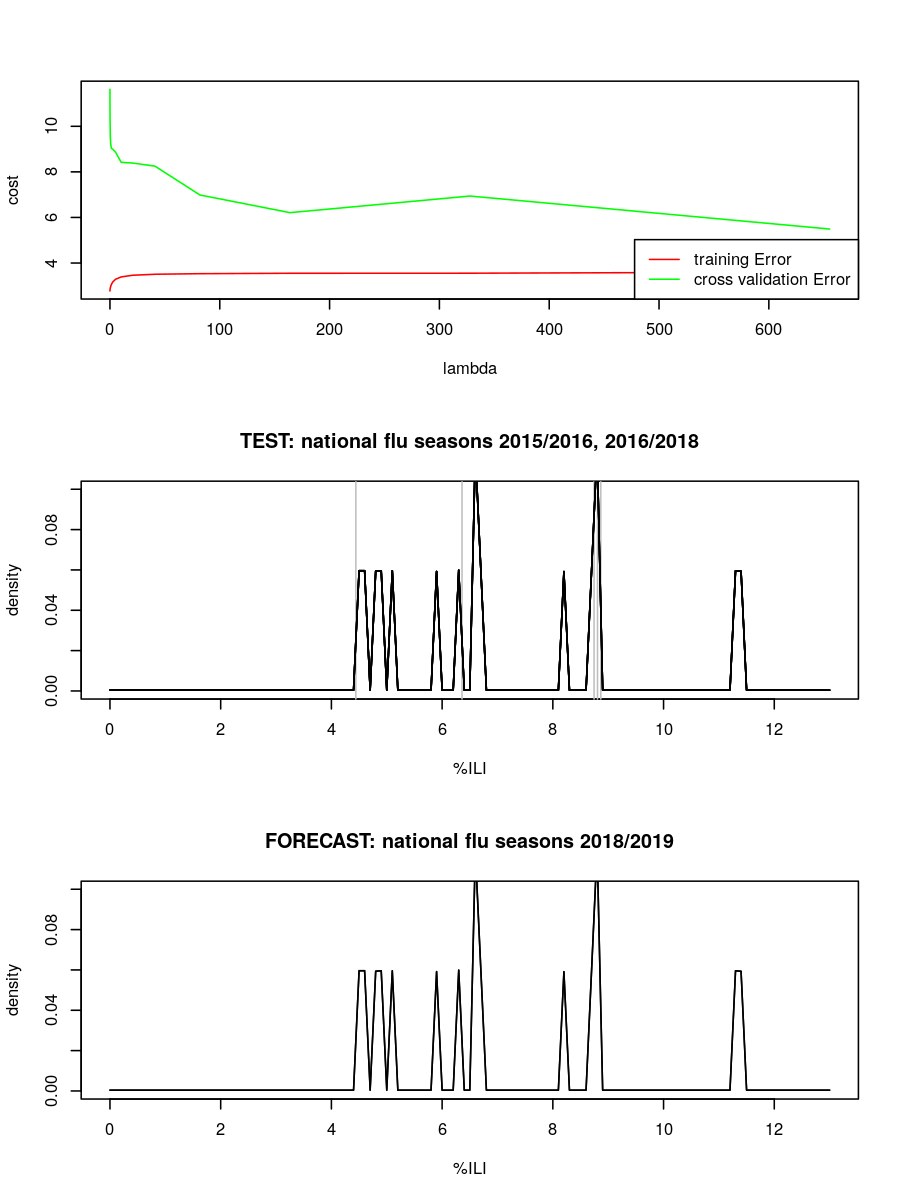 cost
10
8
6
4
training Error
cross validation Error
0 100 200 300 400 500 600
lambda
TEST: national flu seasons 2015/2016, 2016/2018
density
0.08
0.04
0.00
0 2 4 6 8 10 12
%ILI
FORECAST: national flu seasons 2018/2019
density
0.08
0.04
0.00
0 2 4 6 8 10 12
%ILI